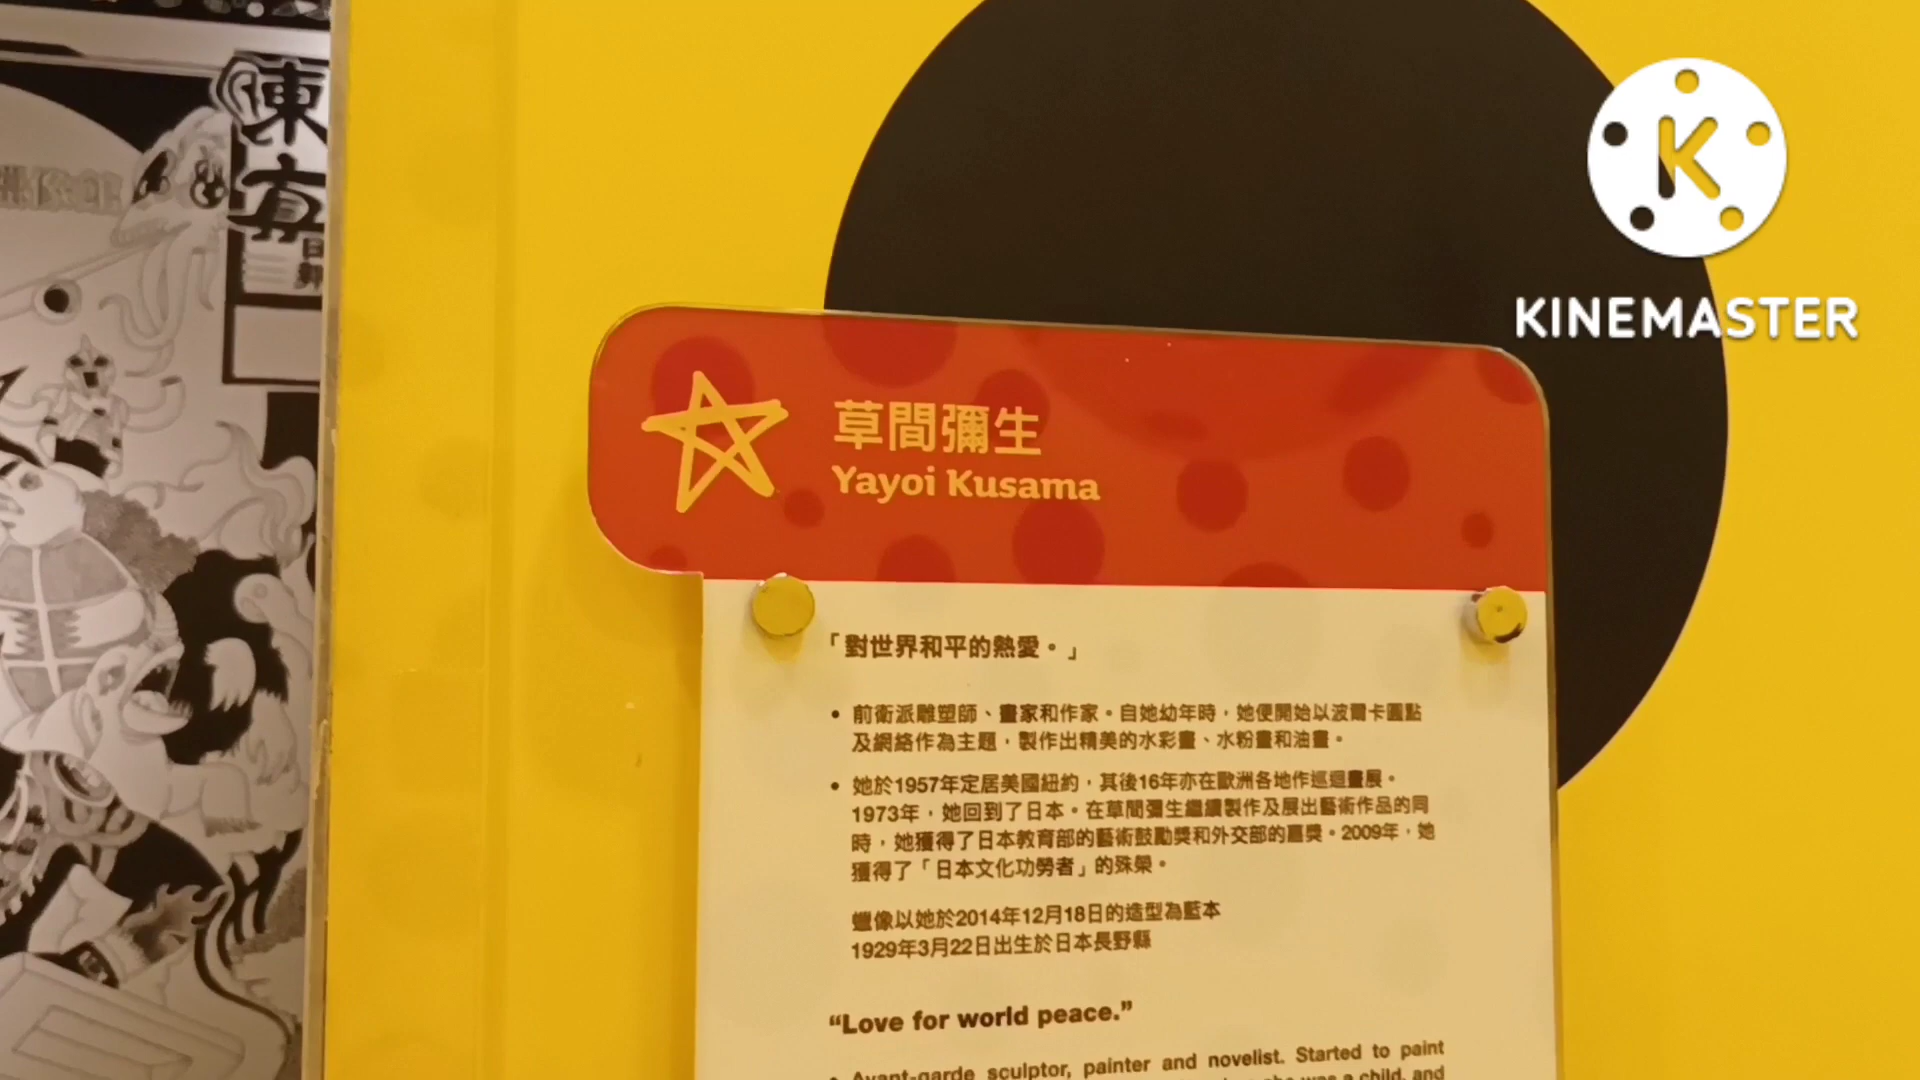 陳
日報
K
KINEMASTER
草間彌生
Yayoi Kusama
「對世界和平的熱愛。」
• 前衛派雕塑師、畫家和作家。自她幼年時，她便開始以波爾卡圓點
及網絡作為主題，製作出精美的水彩畫、水粉畫和油畫。
• 她於1957年定居美國紐約，其後16年亦在歐洲各地作巡迴畫展。
1973年，她回到了日本。在草間彌生繼續製作及展出藝術作品的同
時，她獲得了日本教育部的藝術鼓勵獎和外交部的嘉獎。2009年，她
獲得了「日本文化功勞者」的殊榮。
蠟像以她於2014年12月18日的造型為藍本
1929年3月22日出生於日本長野縣
“Love for world peace.”
• Avant-garde sculptor, painter and novelist. Started to paint
she was a child, and